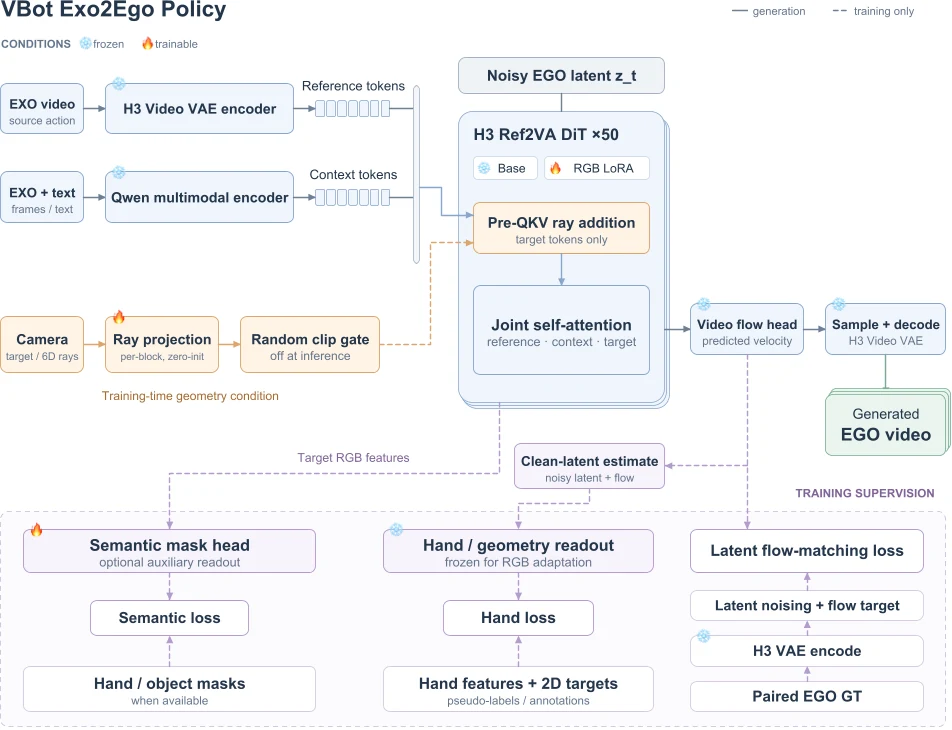 VBot Exo2Ego Policy
generation
training only
CONDITIONS
frozen
trainable
EXO video
source action
H3 Video VAE encoder
Reference tokens
EXO + text
frames / text
Qwen multimodal encoder
Context tokens
Camera
target / 6D rays
Ray projection
per-block, zero-init
Random clip gate
off at inference
Training-time geometry condition
Noisy EGO latent z_t
H3 Ref2VA DiT ×50
Base
RGB LoRA
Pre-QKV ray addition
target tokens only
Joint self-attention
reference · context · target
Video flow head
predicted velocity
Sample + decode
H3 Video VAE
Generated
EGO video
Target RGB features
Clean-latent estimate
noisy latent + flow
TRAINING SUPERVISION
Semantic mask head
optional auxiliary readout
Semantic loss
Hand / object masks
when available
Hand / geometry readout
frozen for RGB adaptation
Hand loss
Hand features + 2D targets
pseudo-labels / annotations
Latent flow-matching loss
Latent noising + flow target
H3 VAE encode
Paired EGO GT